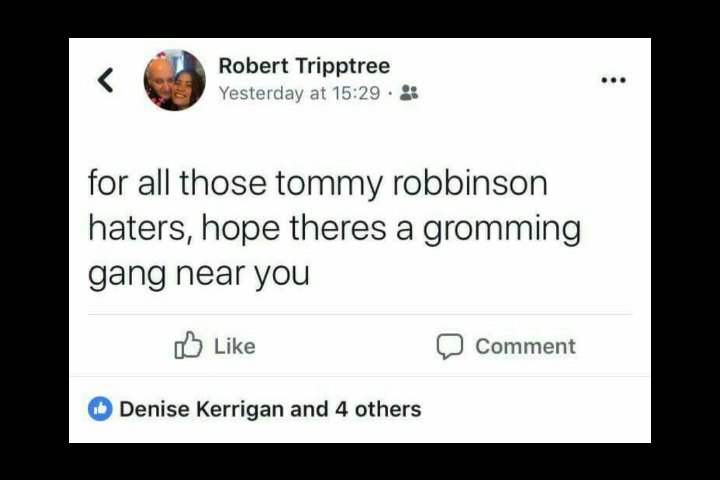 Robert Tripptree
Yesterday at 15:29 ·
for all those tommy robbinson
haters, hope theres a gromming
gang near you
Like
Comment
Denise Kerrigan and 4 others